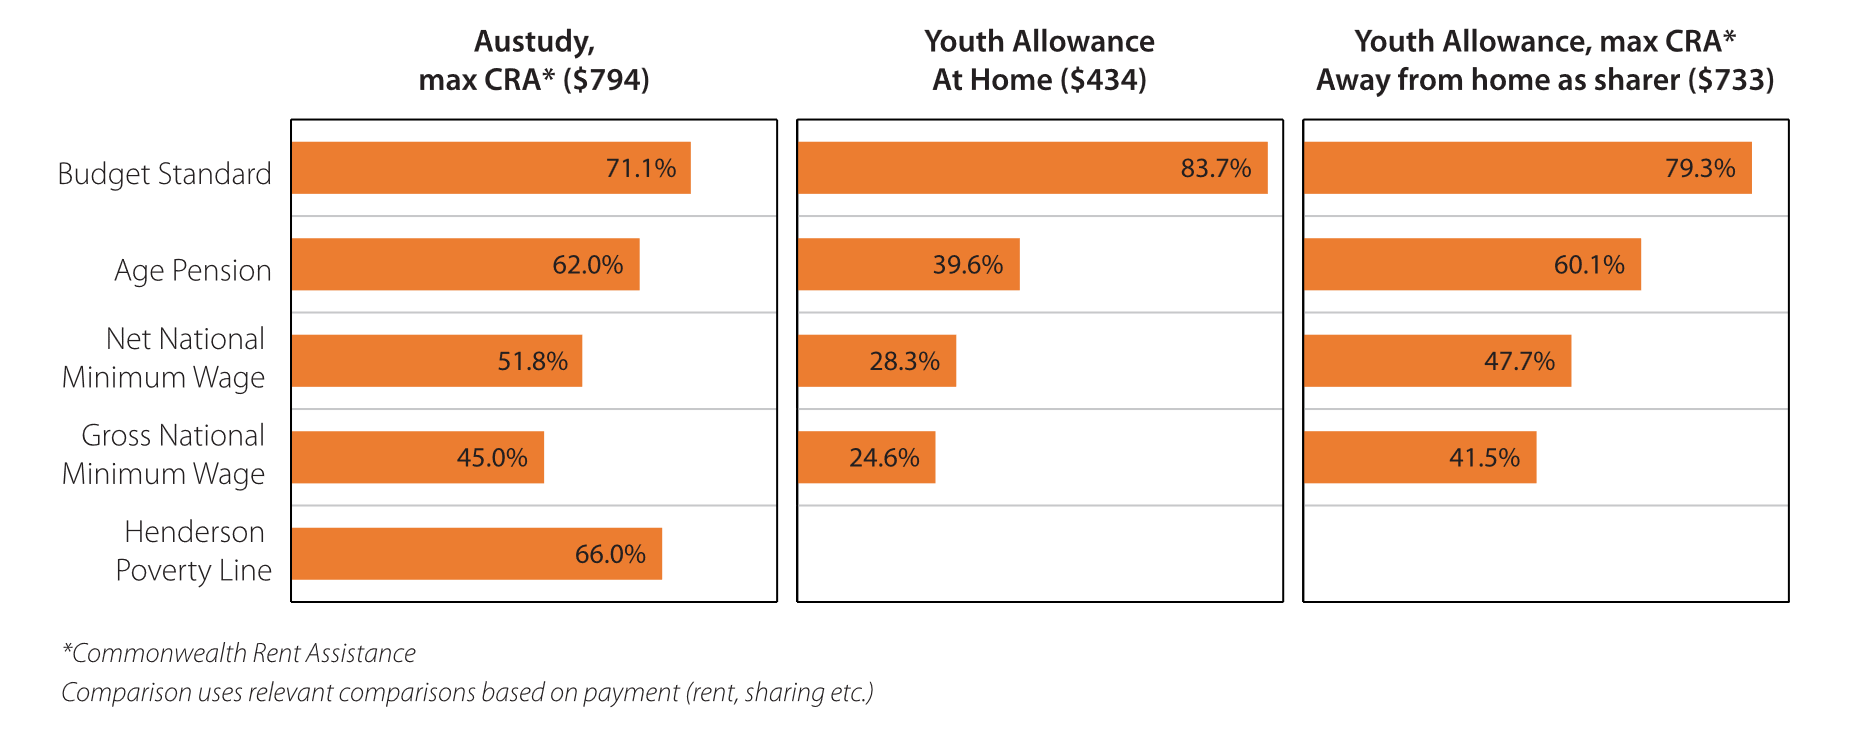 Austudy,
max CRA* ($794)
Youth Allowance
At Home ($434)
Youth Allowance, max CRA*
Away from home as sharer ($733)
Budget Standard
71.1%
83.7%
79.3%
Age Pension
62.0%
39.6%
60.1%
Net National
Minimum Wage
51.8%
28.3%
47.7%
Gross National
Minimum Wage
45.0%
24.6%
41.5%
Henderson
Poverty Line
66.0%
*Commonwealth Rent Assistance
Comparison uses relevant comparisons based on payment (rent, sharing etc.)